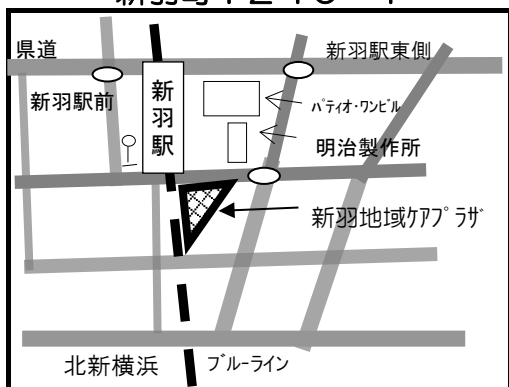 県道
新羽駅東側
新羽駅前
新羽駅
パティオ・ワンビル
明治製作所
新羽地域ケアプラザ
北新横浜
ブルーライン